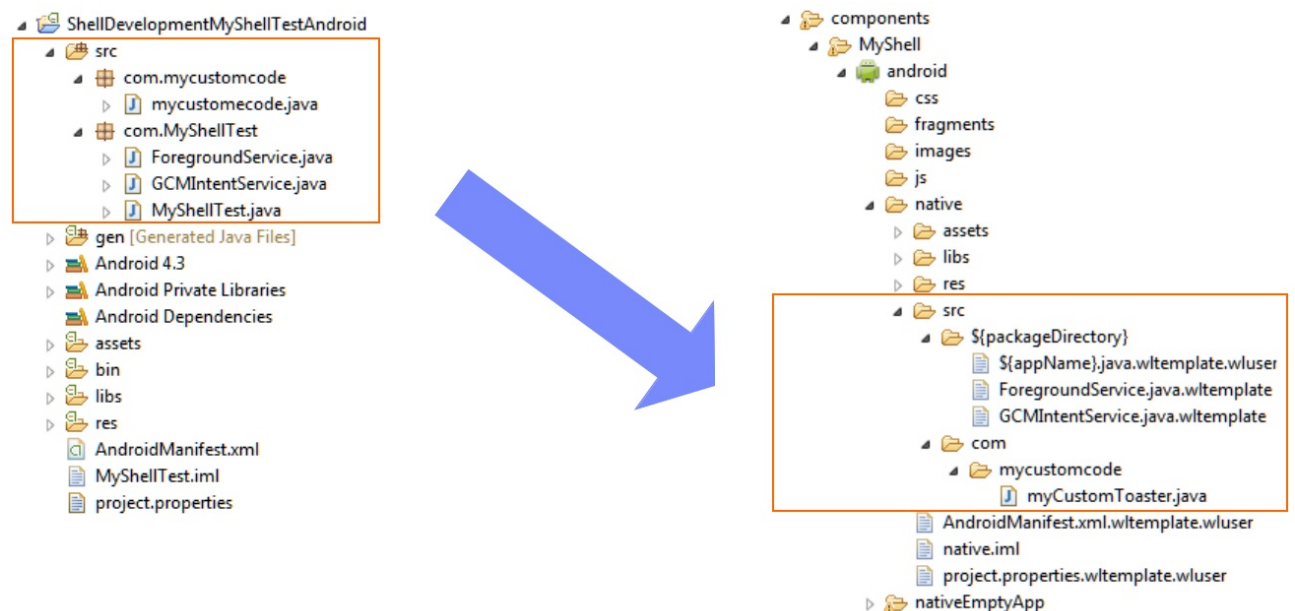 ShellDevelopmentMyShellTestAndroid
src
com.mycustomcode
mycustomecode.java
com.MyShellTest
ForegroundService.java
GCMIntentService.java
MyShellTest.java
gen [Generated Java Files]
Android 4.3
Android Private Libraries
Android Dependencies
assets
bin
libs
res
AndroidManifest.xml
MyShellTest.iml
project.properties
components
MyShell
android
css
fragments
images
js
native
assets
libs
res
src
${packageDirectory}
${appName}.java.wltemplate.wluser
ForegroundService.java.wltemplate
GCMIntentService.java.wltemplate
com
mycustomcode
myCustomToaster.java
AndroidManifest.xml.wltemplate.wluser
native.iml
project.properties.wltemplate.wluser
nativeEmptyApp